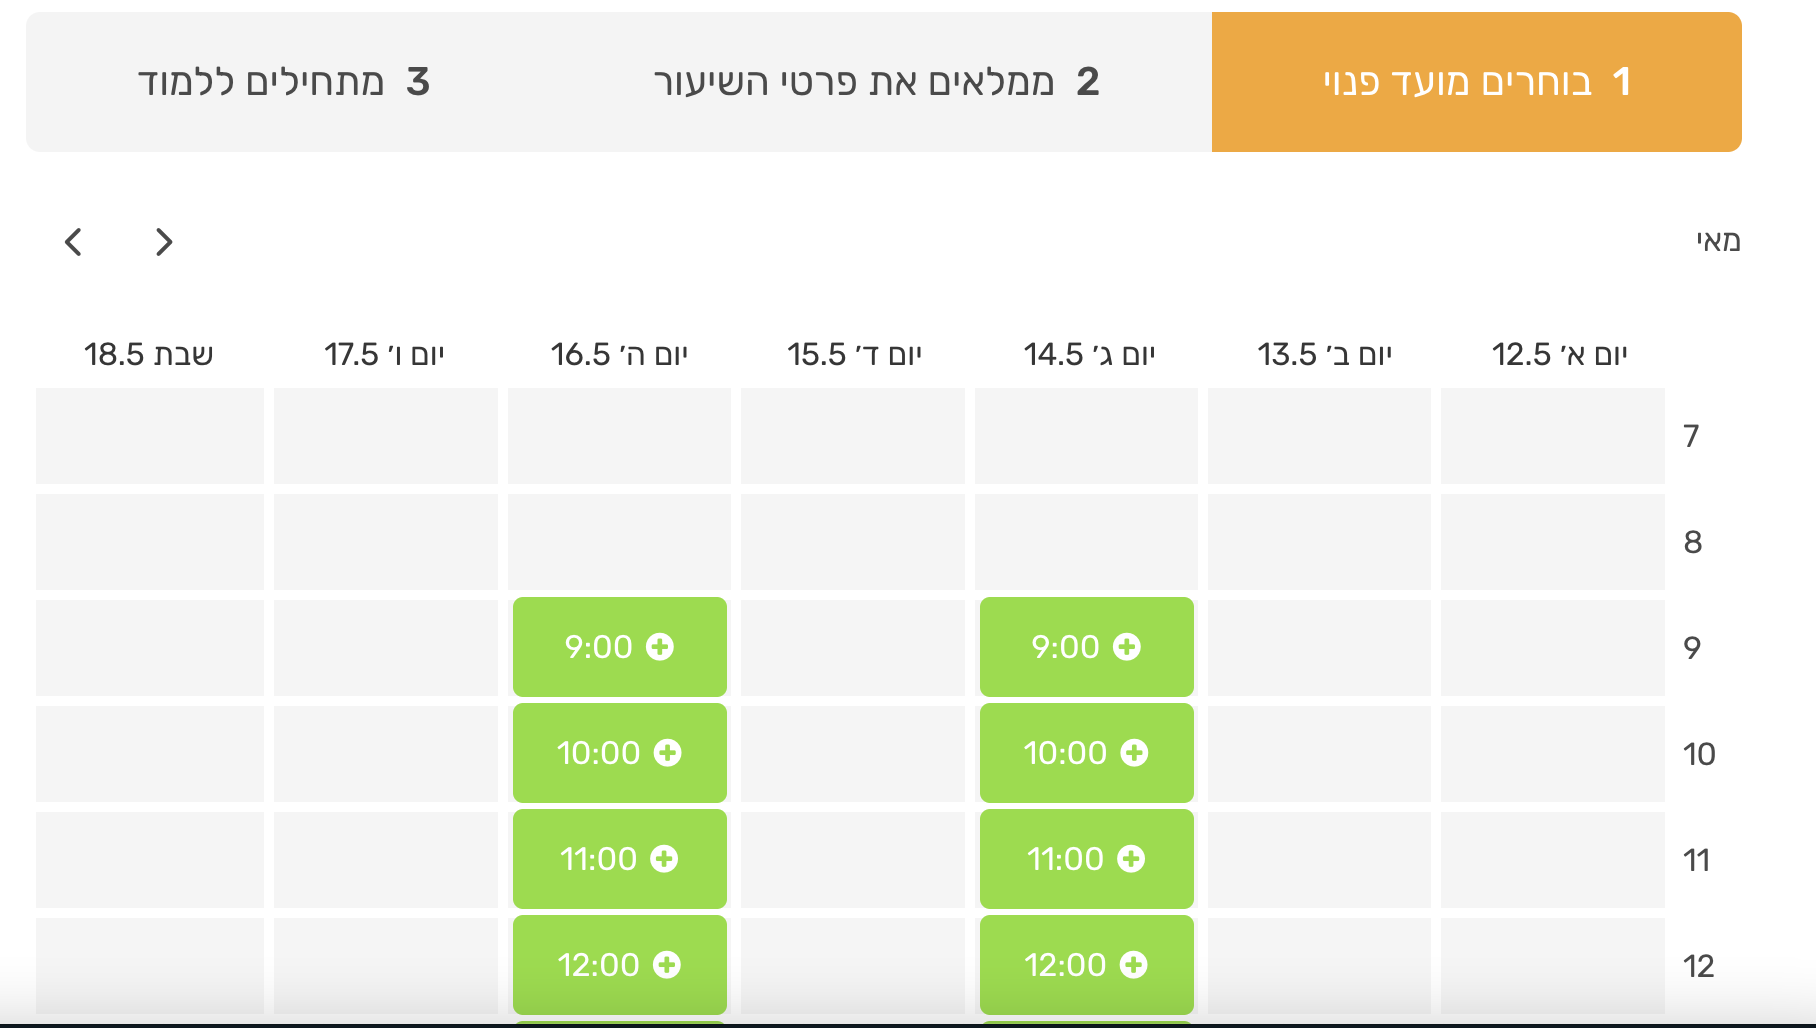 1 בוחרים מועד פנוי
2 ממלאים את פרטי השיעור
3 מתחילים ללמוד
מאי
יום א׳ 12.5 יום ב׳ 13.5 יום ג׳ 14.5 יום ד׳ 15.5 יום ה׳ 16.5 יום ו׳ 17.5 שבת 18.5
7
8
9 9:00 9:00
10 10:00 10:00
11 11:00 11:00
12 12:00 12:00